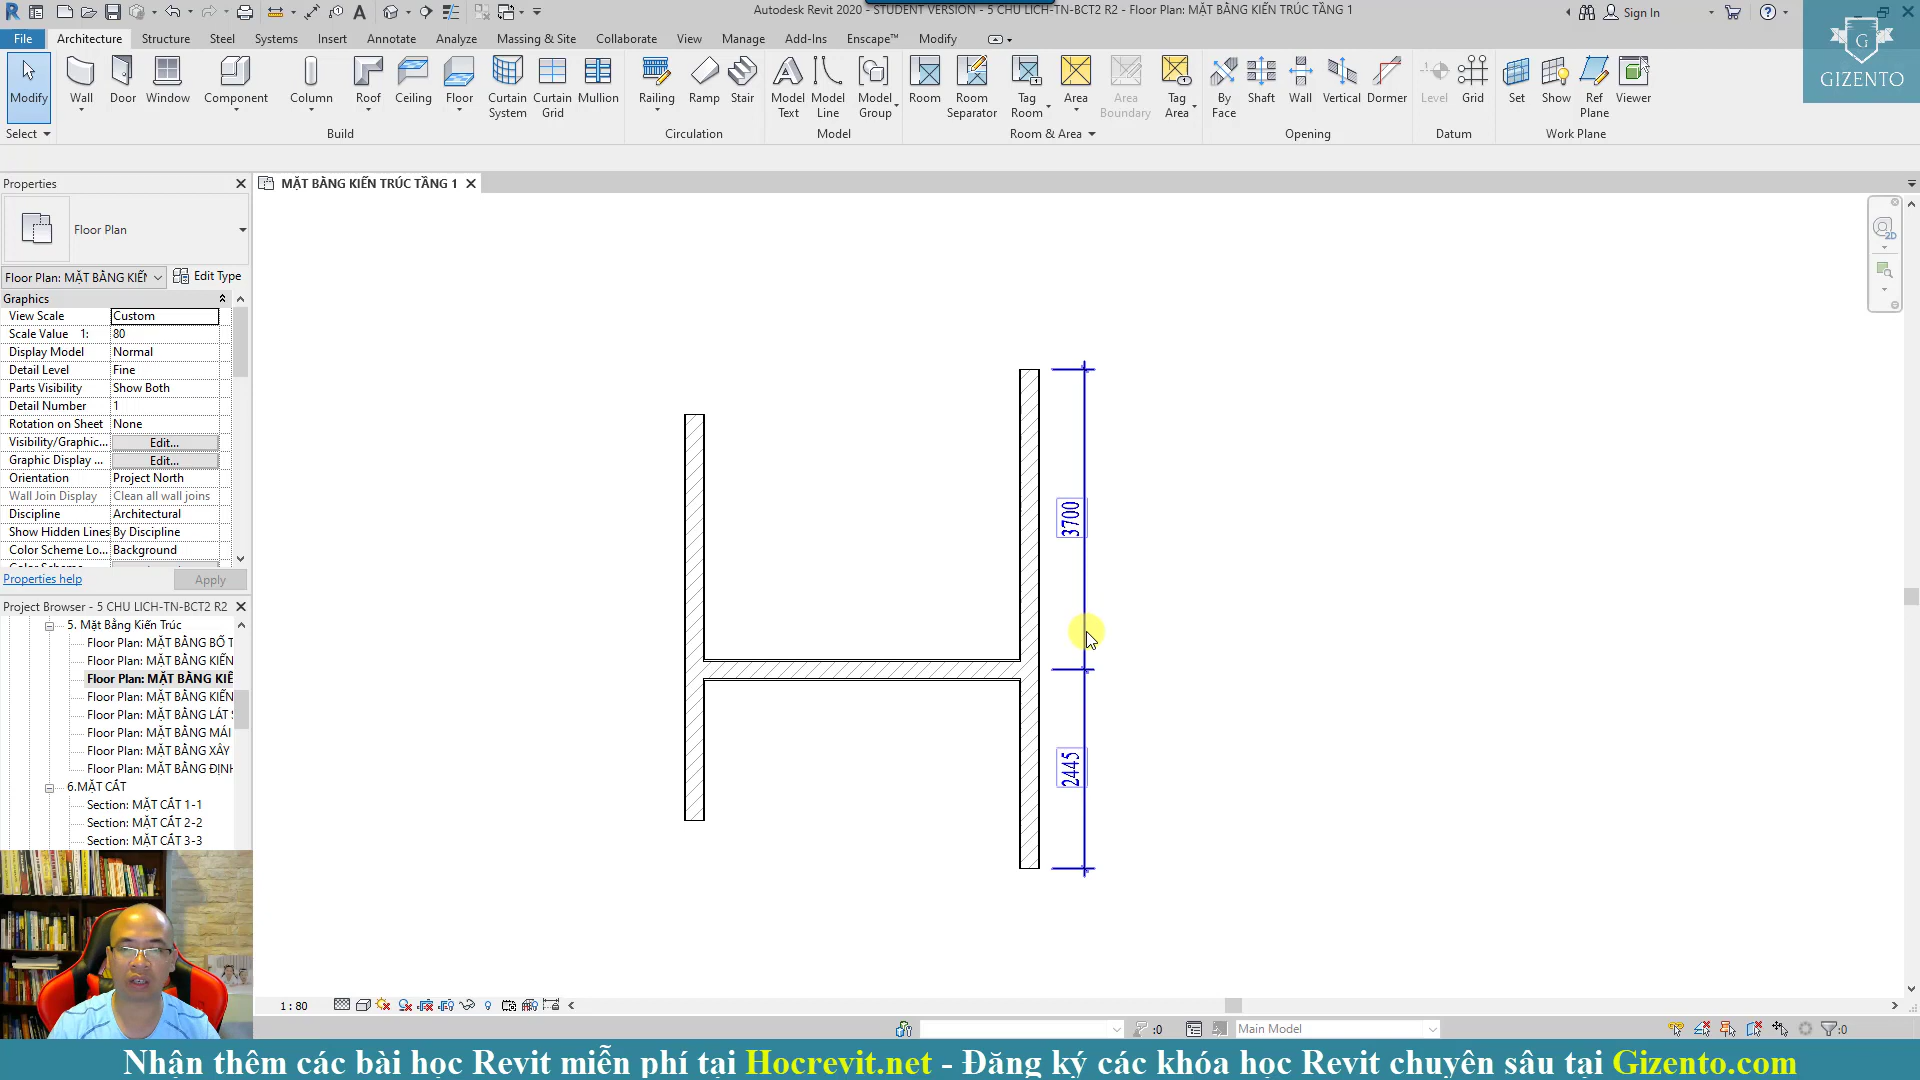 Autodesk Revit 2020 - STUDENT VERSION - 5 CHU LICH-TN-BCT2 R2 - Floor Plan: MẶT BẰNG KIẾN TRÚC TẦNG 1
Sign In
File Architecture Structure Steel Systems Insert Annotate Analyze Massing & Site Collaborate View Manage Add-Ins Enscape™ Modify
G
GIZENTO
Modify Wall Door Window Component Column Roof Ceiling Floor Curtain System Curtain Grid Mullion Railing Ramp Stair Model Text Model Line Model Group Room Room Separator Tag Room Area Area Boundary Tag Area By Face Shaft Wall Vertical Dormer Level Grid Set Show Ref Plane Viewer
Select Build Circulation Model Room & Area Opening Datum Work Plane
Properties
MẶT BẰNG KIẾN TRÚC TẦNG 1
Floor Plan
Floor Plan: MẶT BẰNG KIẾN
Edit Type
Graphics
View Scale Custom
Scale Value 1: 80
Display Model Normal
Detail Level Fine
Parts Visibility Show Both
Detail Number 1
Rotation on Sheet None
Visibility/Graphic... Edit...
Graphic Display ... Edit...
Orientation Project North
Wall Join Display Clean all wall joins
Discipline Architectural
Show Hidden Lines By Discipline
Color Scheme Lo... Background
Properties help Apply
Project Browser - 5 CHU LICH-TN-BCT2 R2
5. Mặt Bằng Kiến Trúc
Floor Plan: MẶT BẰNG BỐ T
Floor Plan: MẶT BẰNG KIẾN
Floor Plan: MẶT BẰNG KIẾ
Floor Plan: MẶT BẰNG KIẾN
Floor Plan: MẶT BẰNG LÁT
Floor Plan: MẶT BẰNG MÁI
Floor Plan: MẶT BẰNG XÂY
Floor Plan: MẶT BẰNG ĐỊNH
6.MẶT CẮT
Section: MẶT CẮT 1-1
Section: MẶT CẮT 2-2
Section: MẶT CẮT 3-3
3700
2445
2D
1 : 80
:0
Main Model
:0
Nhận thêm các bài học Revit miễn phí tại Hocrevit.net - Đăng ký các khóa học Revit chuyên sâu tại Gizento.com